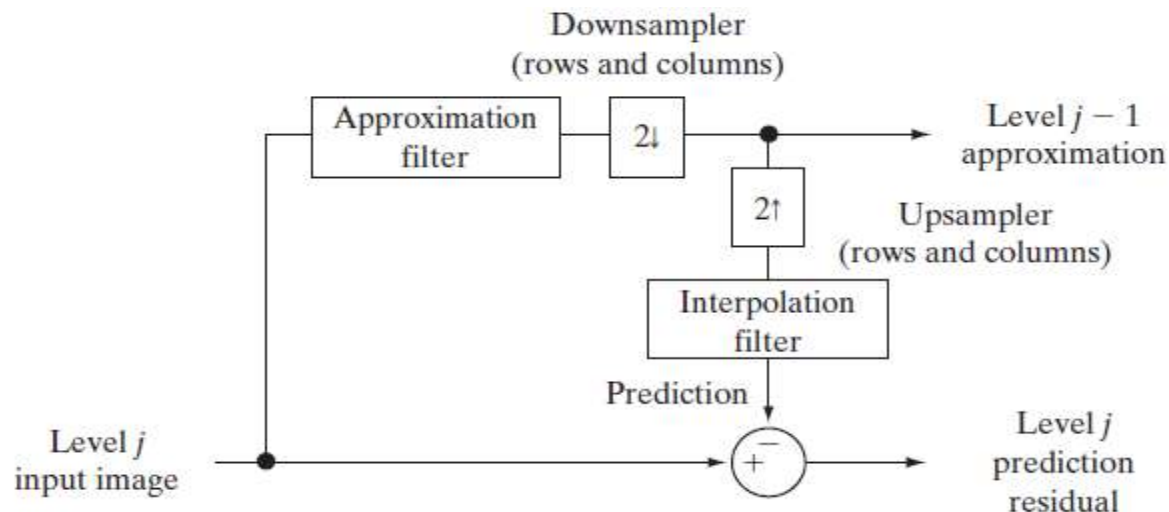 Downsampler
(rows and columns)
Approximation
filter
2↓
Level j − 1
approximation
2↑
Upsampler
(rows and columns)
Interpolation
filter
Prediction
Level j
input image
+
−
Level j
prediction
residual